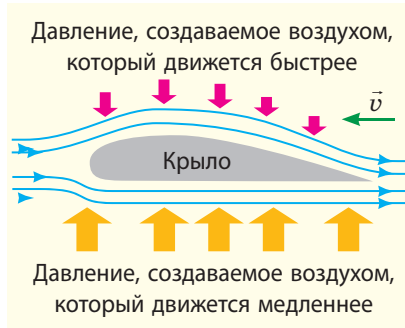 Давление, создаваемое воздухом,
который движется быстрее
v⃗
Крыло
Давление, создаваемое воздухом,
который движется медленнее